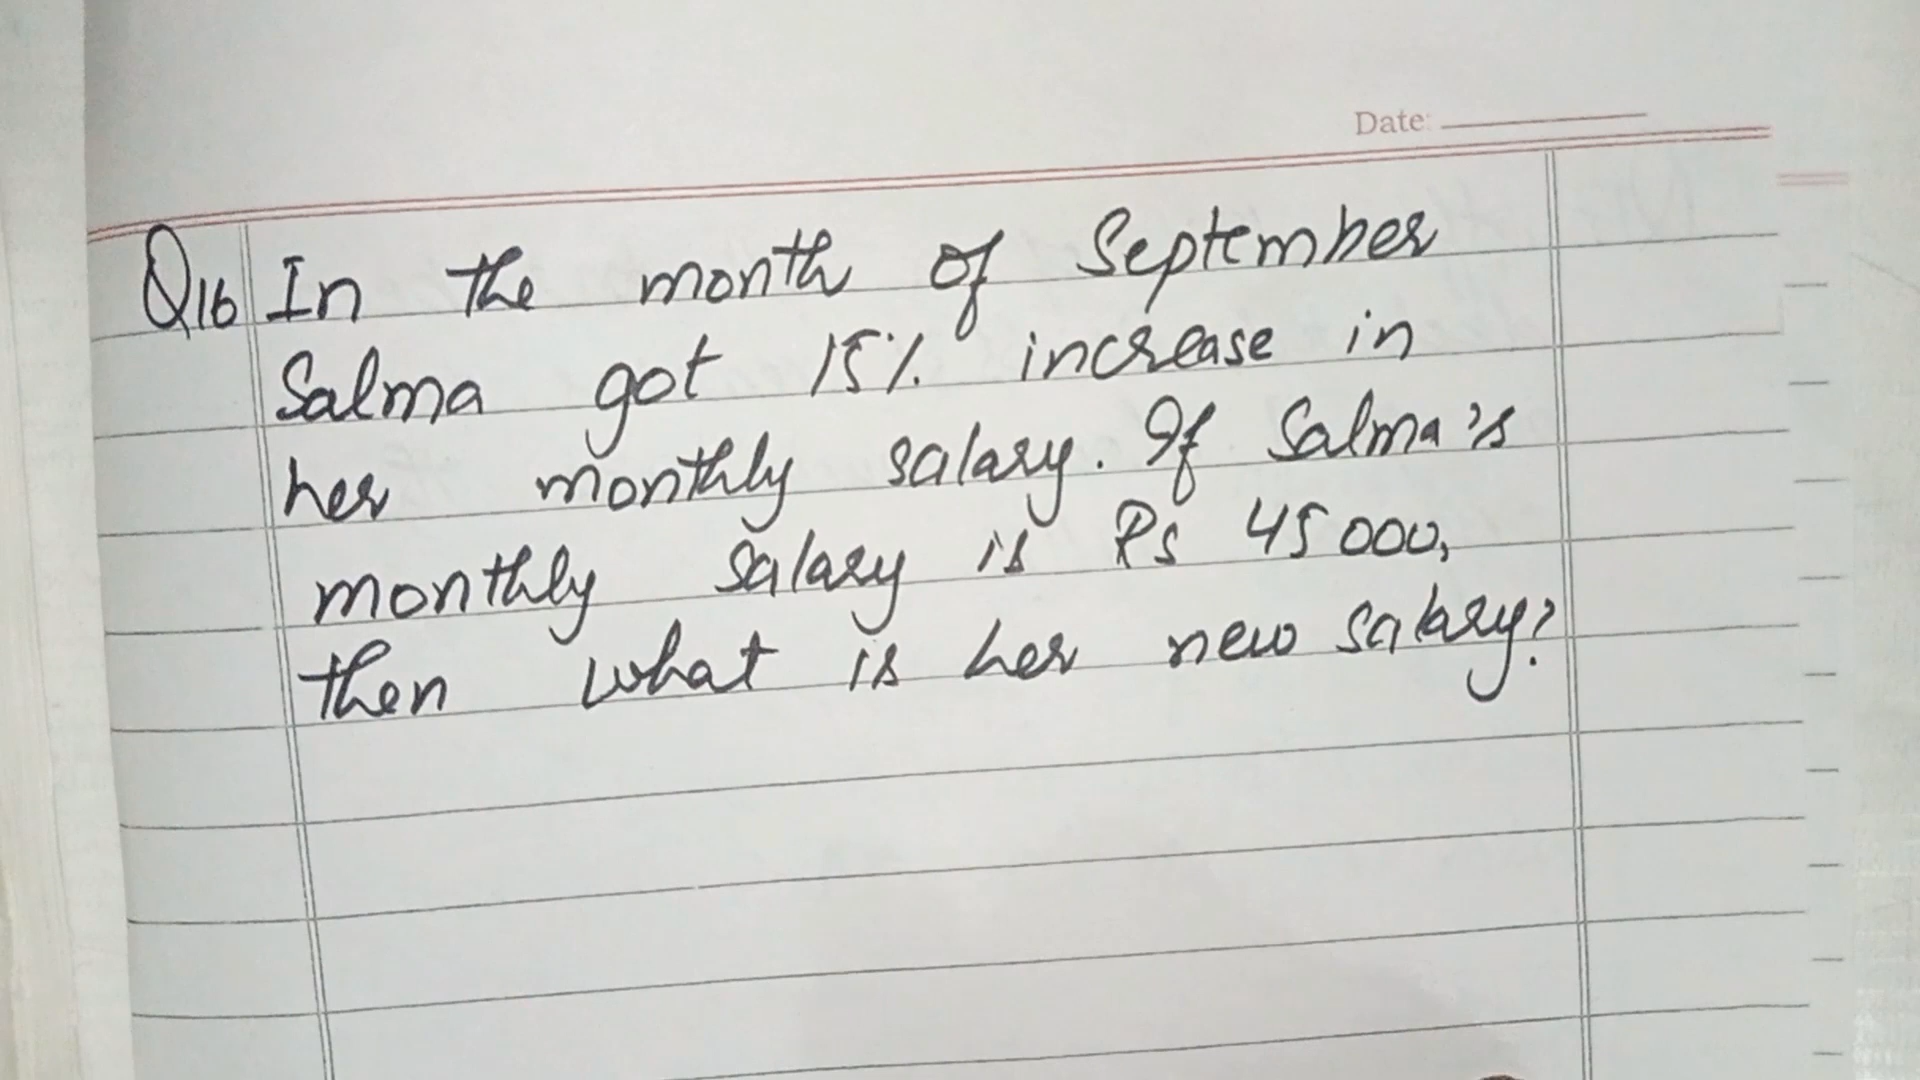 Date:
Q16 In the month of September
Salma got 15% increase in
her monthly salary. If Salma's
monthly salary is Rs 45000,
then what is her new salary?